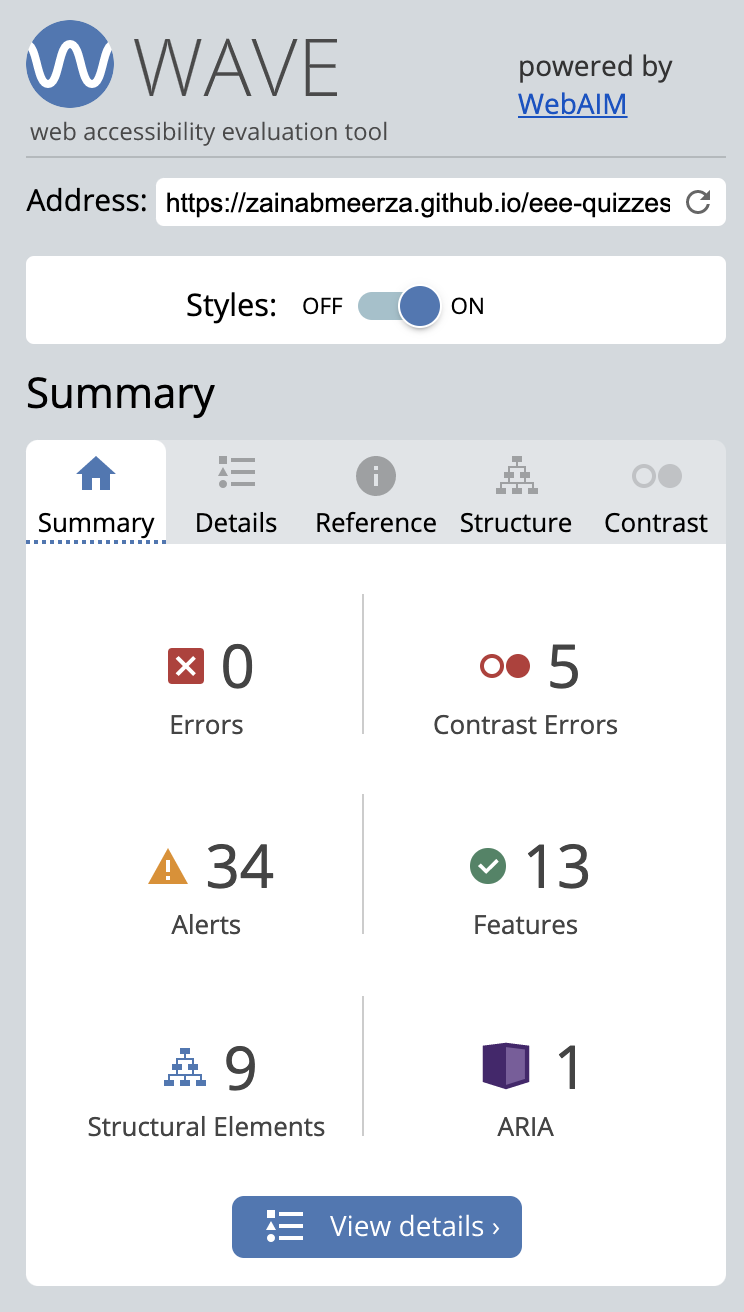 WAVE
powered by
WebAIM
web accessibility evaluation tool
Address: https://zainabmeerza.github.io/eee-quizzes
Styles: OFF ON
Summary
Summary Details Reference Structure Contrast
0 5
Errors Contrast Errors
34 13
Alerts Features
9 1
Structural Elements ARIA
View details ›